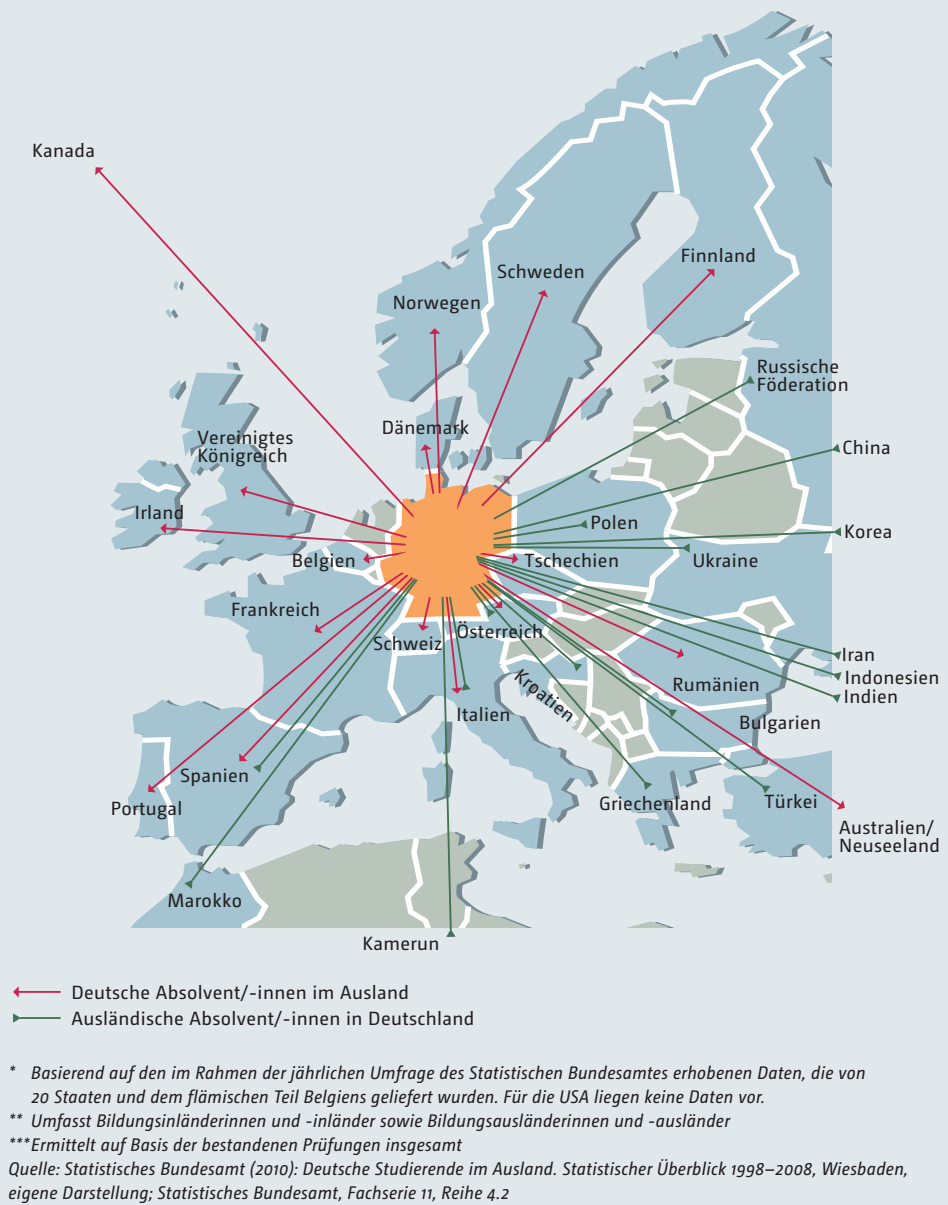 Kanada
Finnland
Schweden
Norwegen
Russische
Föderation
Dänemark
Vereinigtes
Königreich
China
Irland
Polen
Korea
Belgien
Tschechien
Ukraine
Frankreich
Schweiz
Österreich
Iran
Indonesien
Indien
Kroatien
Rumänien
Italien
Bulgarien
Spanien
Portugal
Griechenland
Türkei
Australien/
Neuseeland
Marokko
Kamerun
Deutsche Absolvent/-innen im Ausland
Ausländische Absolvent/-innen in Deutschland
* Basierend auf den im Rahmen der jährlichen Umfrage des Statistischen Bundesamtes erhobenen Daten, die von
20 Staaten und dem flämischen Teil Belgiens geliefert wurden. Für die USA liegen keine Daten vor.
** Umfasst Bildungsinländerinnen und -inländer sowie Bildungsausländerinnen und -ausländer
***Ermittelt auf Basis der bestandenen Prüfungen insgesamt
Quelle: Statistisches Bundesamt (2010): Deutsche Studierende im Ausland. Statistischer Überblick 1998–2008, Wiesbaden,
eigene Darstellung; Statistisches Bundesamt, Fachserie 11, Reihe 4.2